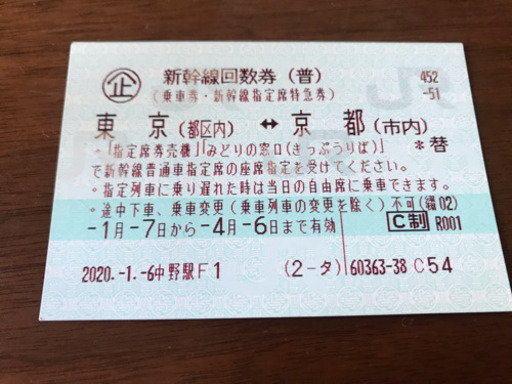 企 新幹線回数券(普) 452
(乗車券・新幹線指定席特急券) -51
東京(都区内) ↔ 京都(市内)
*「指定席券売機」「みどりの窓口(きっぷうりば)」 *替
で新幹線普通車指定席の座席指定を受けてください。
*指定列車に乗り遅れた時は当日の自由席に乗車できます。
*途中下車、乗車変更(乗車列車の変更を除く)不可(繩02)
-1月-7日から-4月-6日まで有効 C制 R001
2020.-1.-6中野駅F1 (2-タ) 60363-38 C54